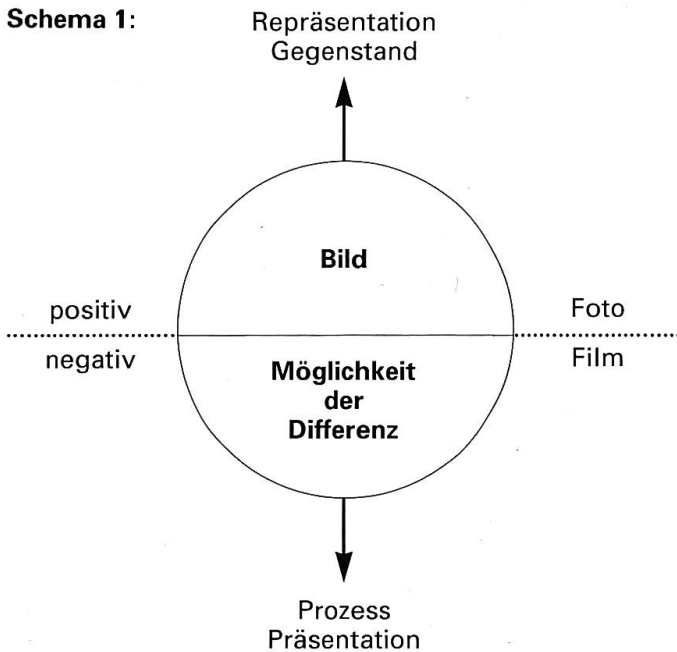 Schema 1:
Repräsentation
Gegenstand
Bild
positiv
Foto
negativ
Film
Möglichkeit
der
Differenz
Prozess
Präsentation